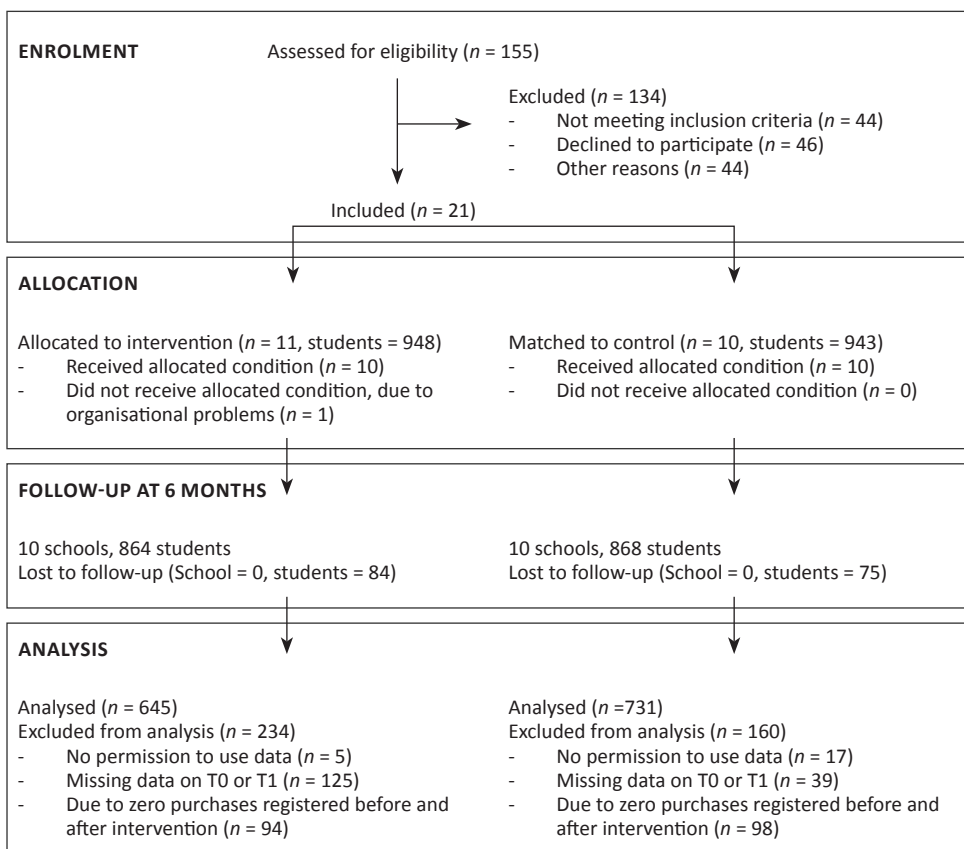 ENROLMENT
Assessed for eligibility (n = 155)
Excluded (n = 134)
- Not meeting inclusion criteria (n = 44)
- Declined to participate (n = 46)
- Other reasons (n = 44)
Included (n = 21)
ALLOCATION
Allocated to intervention (n = 11, students = 948)
- Received allocated condition (n = 10)
- Did not receive allocated condition, due to
organisational problems (n = 1)
Matched to control (n = 10, students = 943)
- Received allocated condition (n = 10)
- Did not receive allocated condition (n = 0)
FOLLOW-UP AT 6 MONTHS
10 schools, 864 students
Lost to follow-up (School = 0, students = 84)
10 schools, 868 students
Lost to follow-up (School = 0, students = 75)
ANALYSIS
Analysed (n = 645)
Excluded from analysis (n = 234)
- No permission to use data (n = 5)
- Missing data on T0 or T1 (n = 125)
- Due to zero purchases registered before and
after intervention (n = 94)
Analysed (n =731)
Excluded from analysis (n = 160)
- No permission to use data (n = 17)
- Missing data on T0 or T1 (n = 39)
- Due to zero purchases registered before and
after intervention (n = 98)